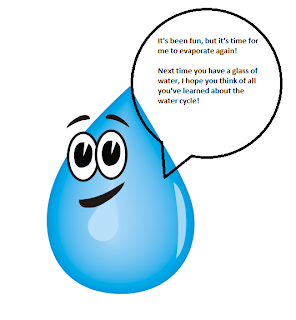 It's been fun, but it's time for
me to evaporate again!
Next time you have a glass of
water, I hope you think of all
you've learned about the
water cycle!